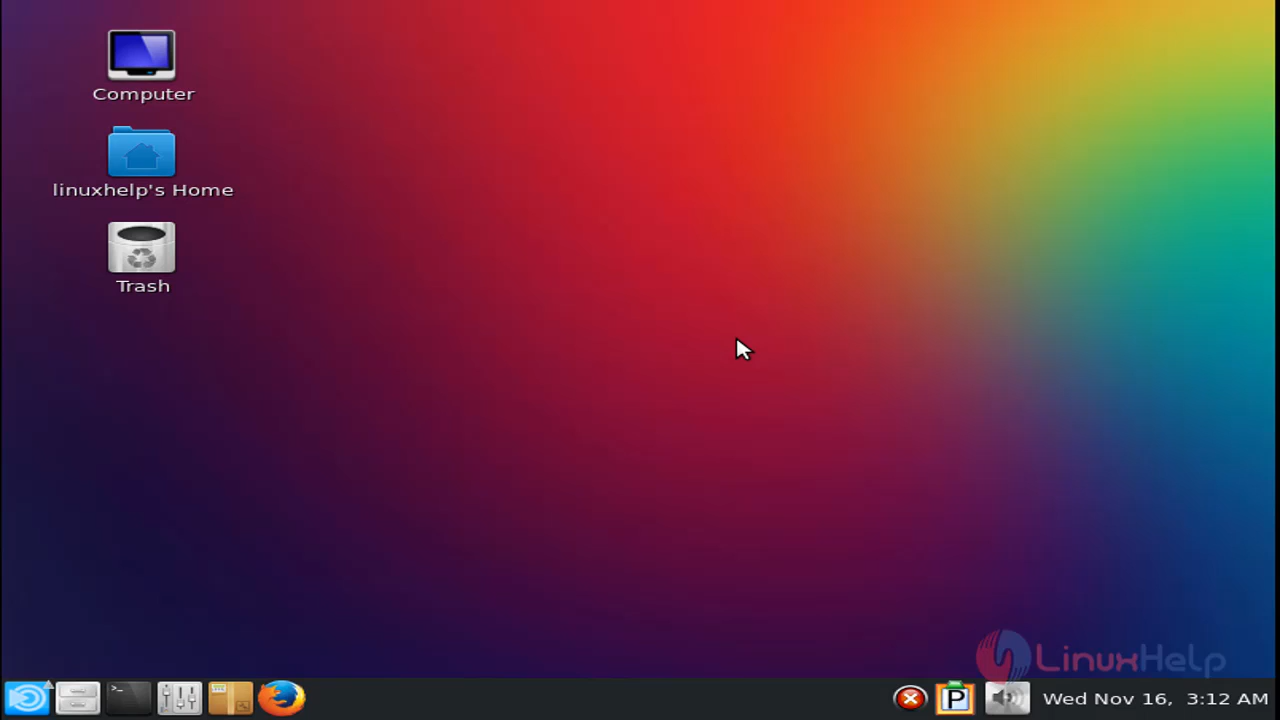 Computer
linuxhelp's Home
Trash
LinuxHelp
>_
P
Wed Nov 16, 3:12 AM